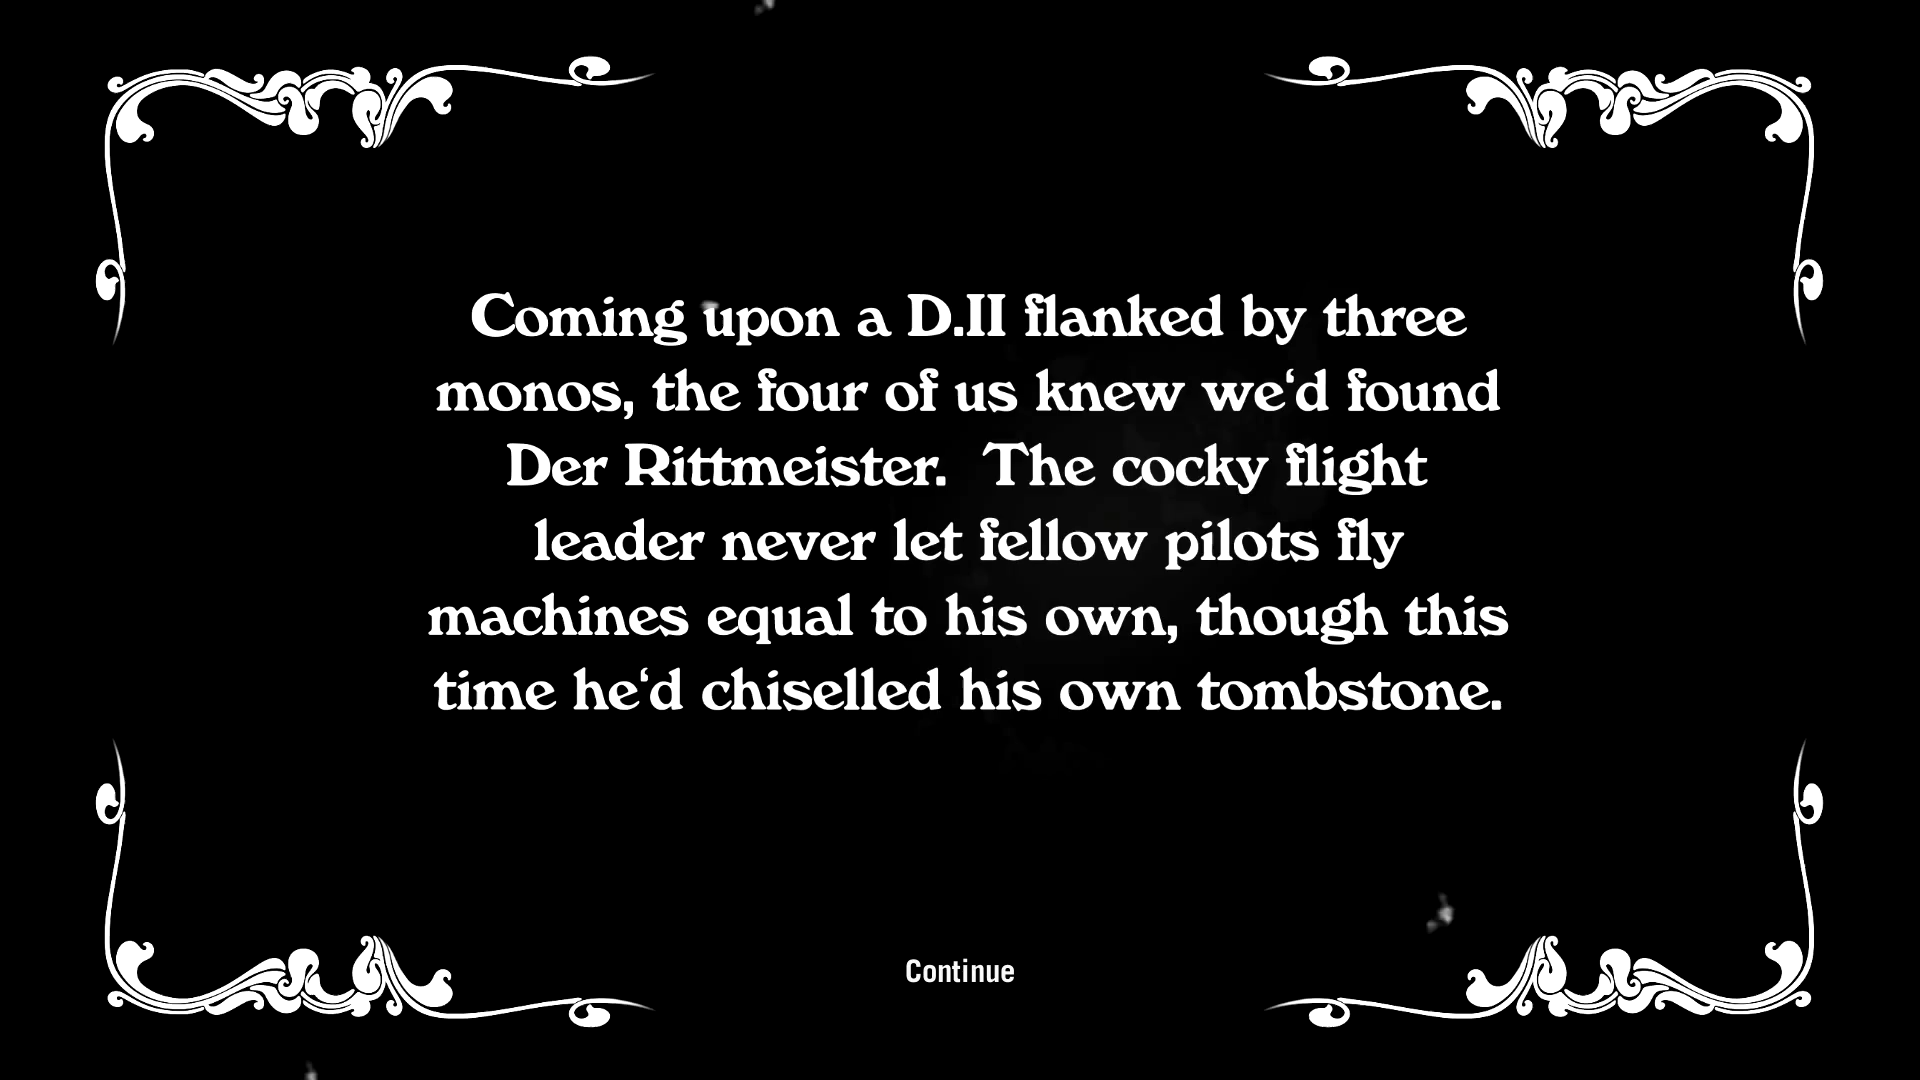 Coming upon a D.II flanked by three
monos, the four of us knew we‘d found
Der Rittmeister.  The cocky flight
leader never let fellow pilots fly
machines equal to his own, though this
time he‘d chiselled his own tombstone.
Continue